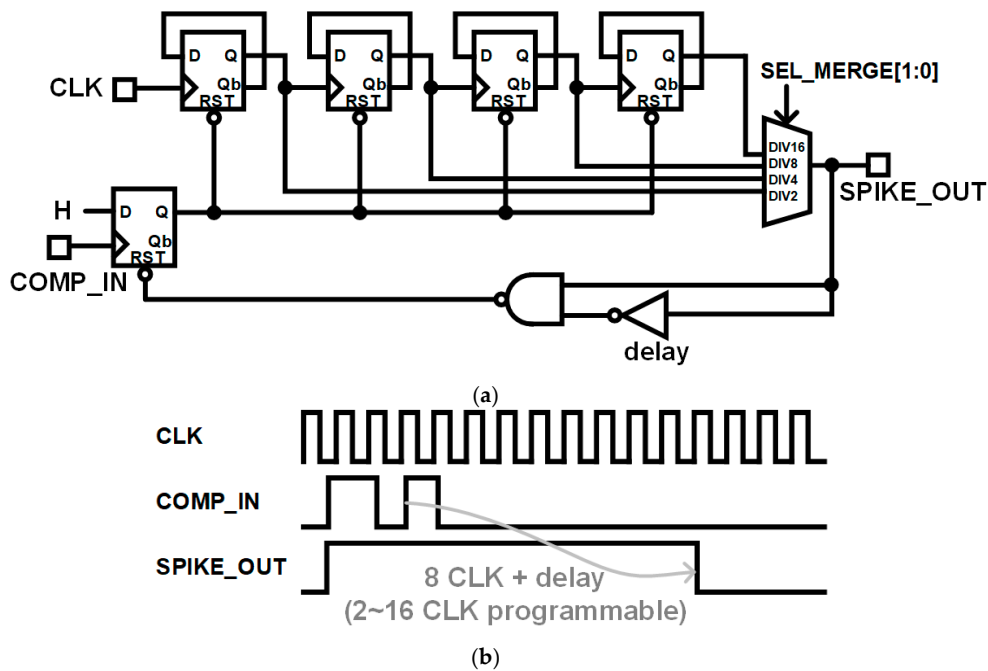 D Q Qb RST
D Q Qb RST
D Q Qb RST
D Q Qb RST
CLK
SEL_MERGE[1:0]
DIV16
DIV8
DIV4
DIV2
SPIKE_OUT
H
D Q Qb RST
COMP_IN
delay
(a)
CLK
COMP_IN
SPIKE_OUT
8 CLK + delay
(2~16 CLK programmable)
(b)